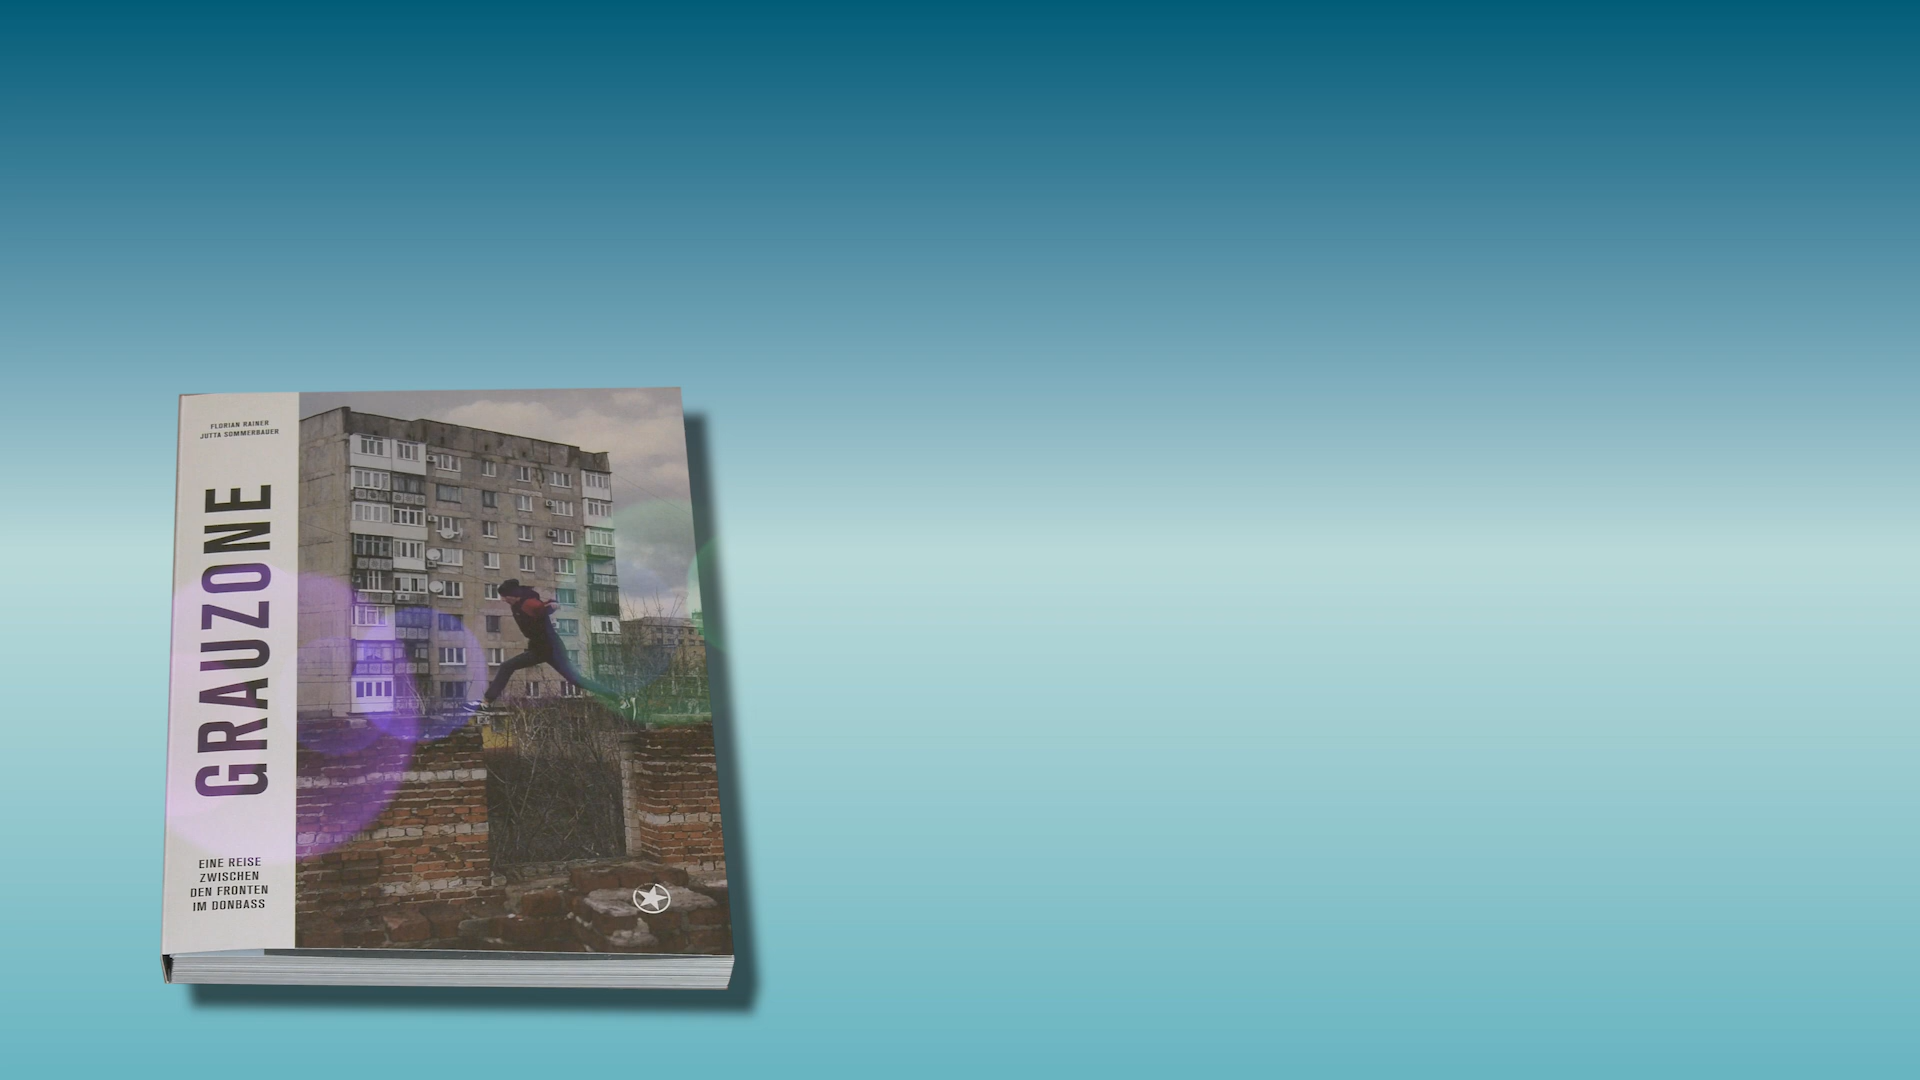 FLORIAN RAINER
JUTTA SOMMERBAUER
GRAUZONE
EINE REISE
ZWISCHEN
DEN FRONTEN
IM DONBASS